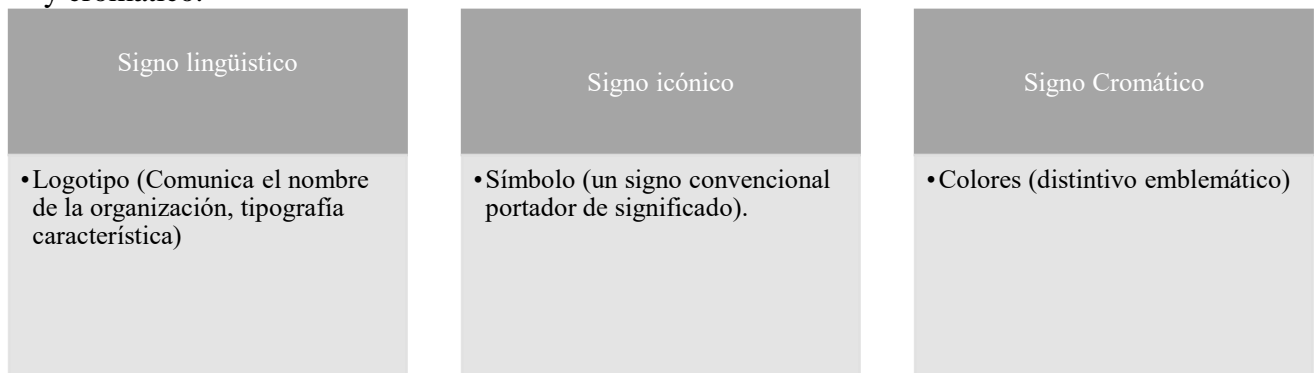 y cromático.
Signo lingüistico
•Logotipo (Comunica el nombre
de la organización, tipografía
característica)
Signo icónico
•Símbolo (un signo convencional
portador de significado).
Signo Cromático
•Colores (distintivo emblemático)